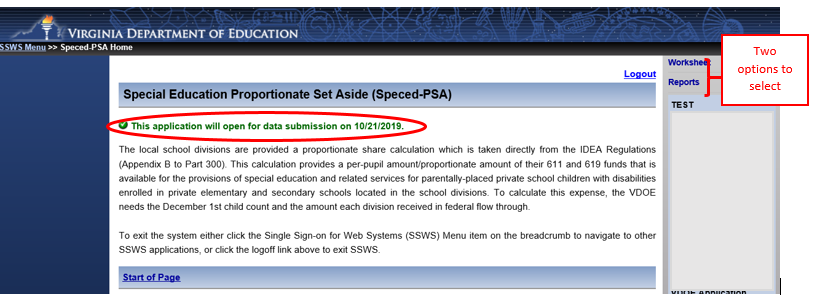 VIRGINIA DEPARTMENT OF EDUCATION
SSWS Menu >> Speced-PSA Home
Logout
Special Education Proportionate Set Aside (Speced-PSA)
This application will open for data submission on 10/21/2019.
The local school divisions are provided a proportionate share calculation which is taken directly from the IDEA Regulations
(Appendix B to Part 300). This calculation provides a per-pupil amount/proportionate amount of their 611 and 619 funds that is
available for the provisions of special education and related services for parentally-placed private school children with disabilities
enrolled in private elementary and secondary schools located in the school divisions. To calculate this expense, the VDOE
needs the December 1st child count and the amount each division received in federal flow through.
To exit the system either click the Single Sign-on for Web Systems (SSWS) Menu item on the breadcrumb to navigate to other
SSWS applications, or click the logoff link above to exit SSWS.
Start of Page
Worksheet
Reports
TEST
VDOE Application
Two
options to
select